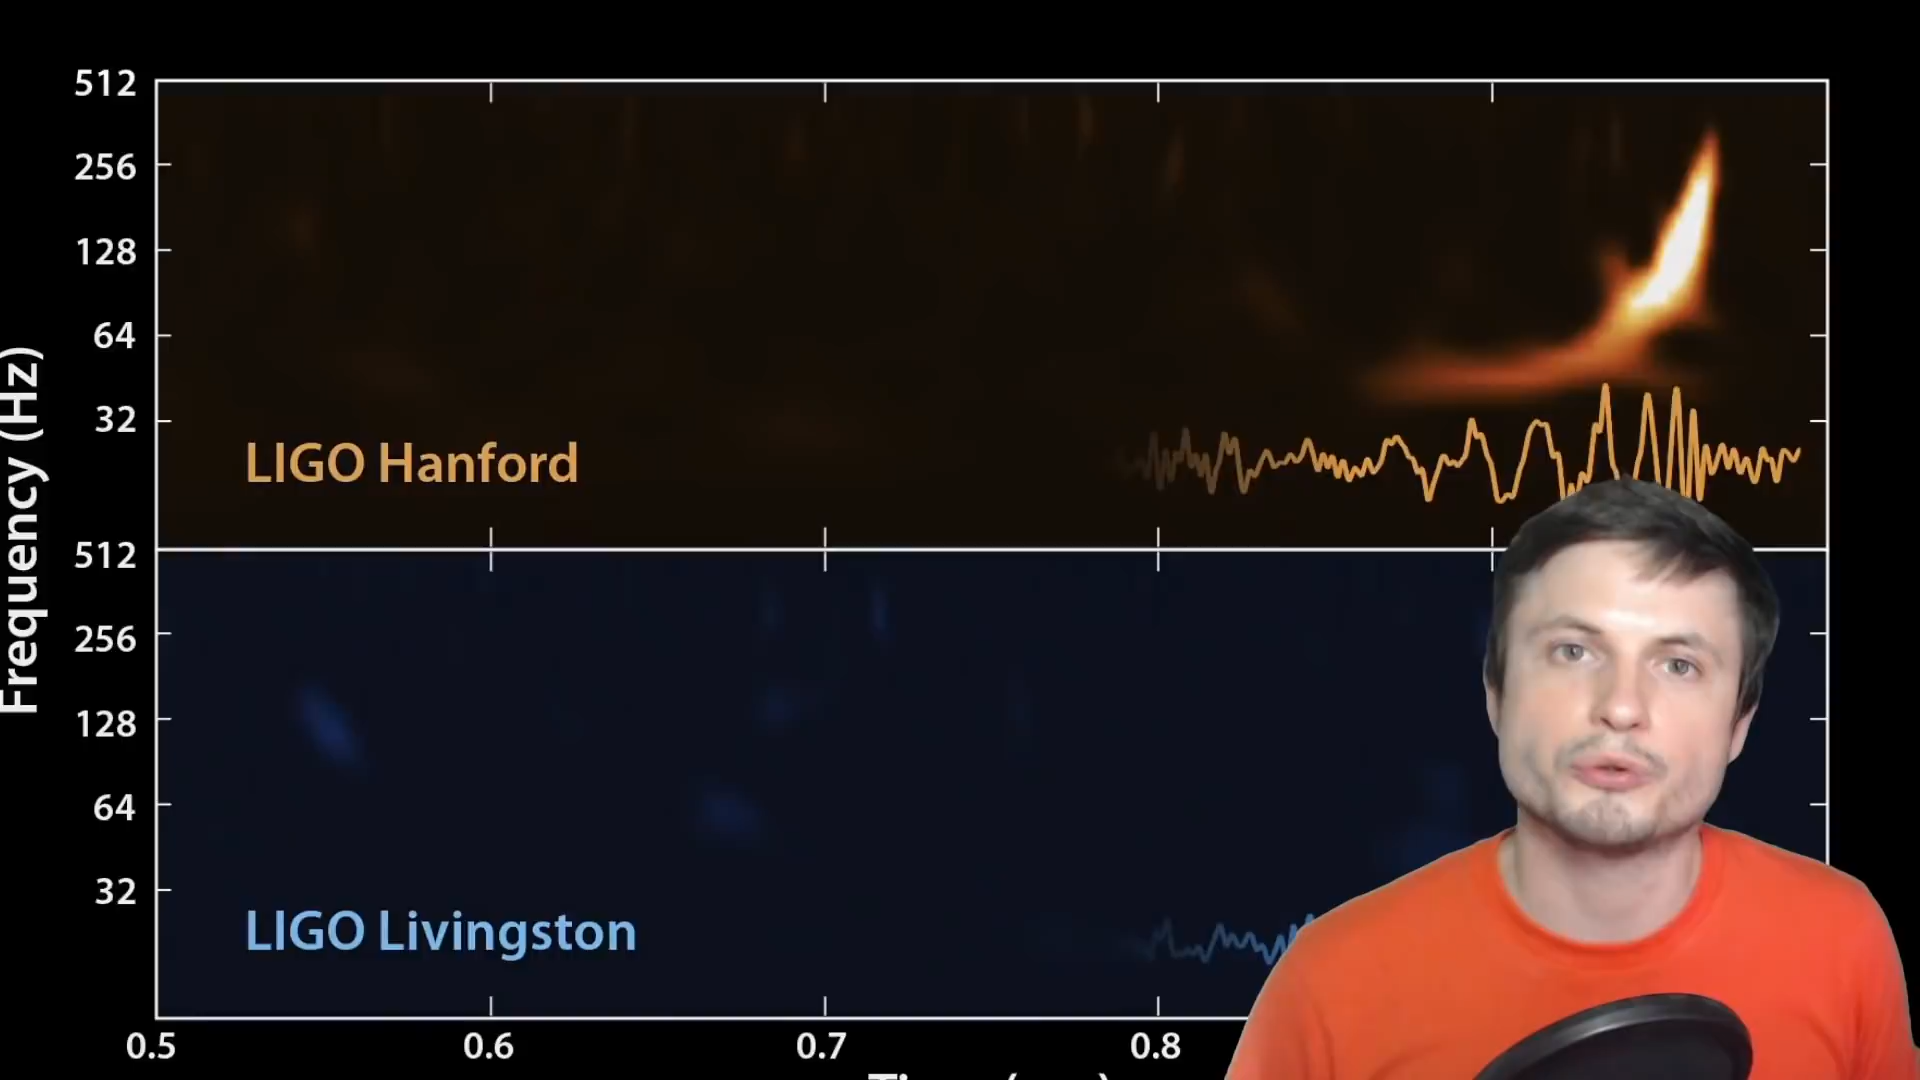 512
256
128
64
32
LIGO Hanford
Frequency (Hz)
512
256
128
64
32
LIGO Livingston
0.5 0.6 0.7 0.8